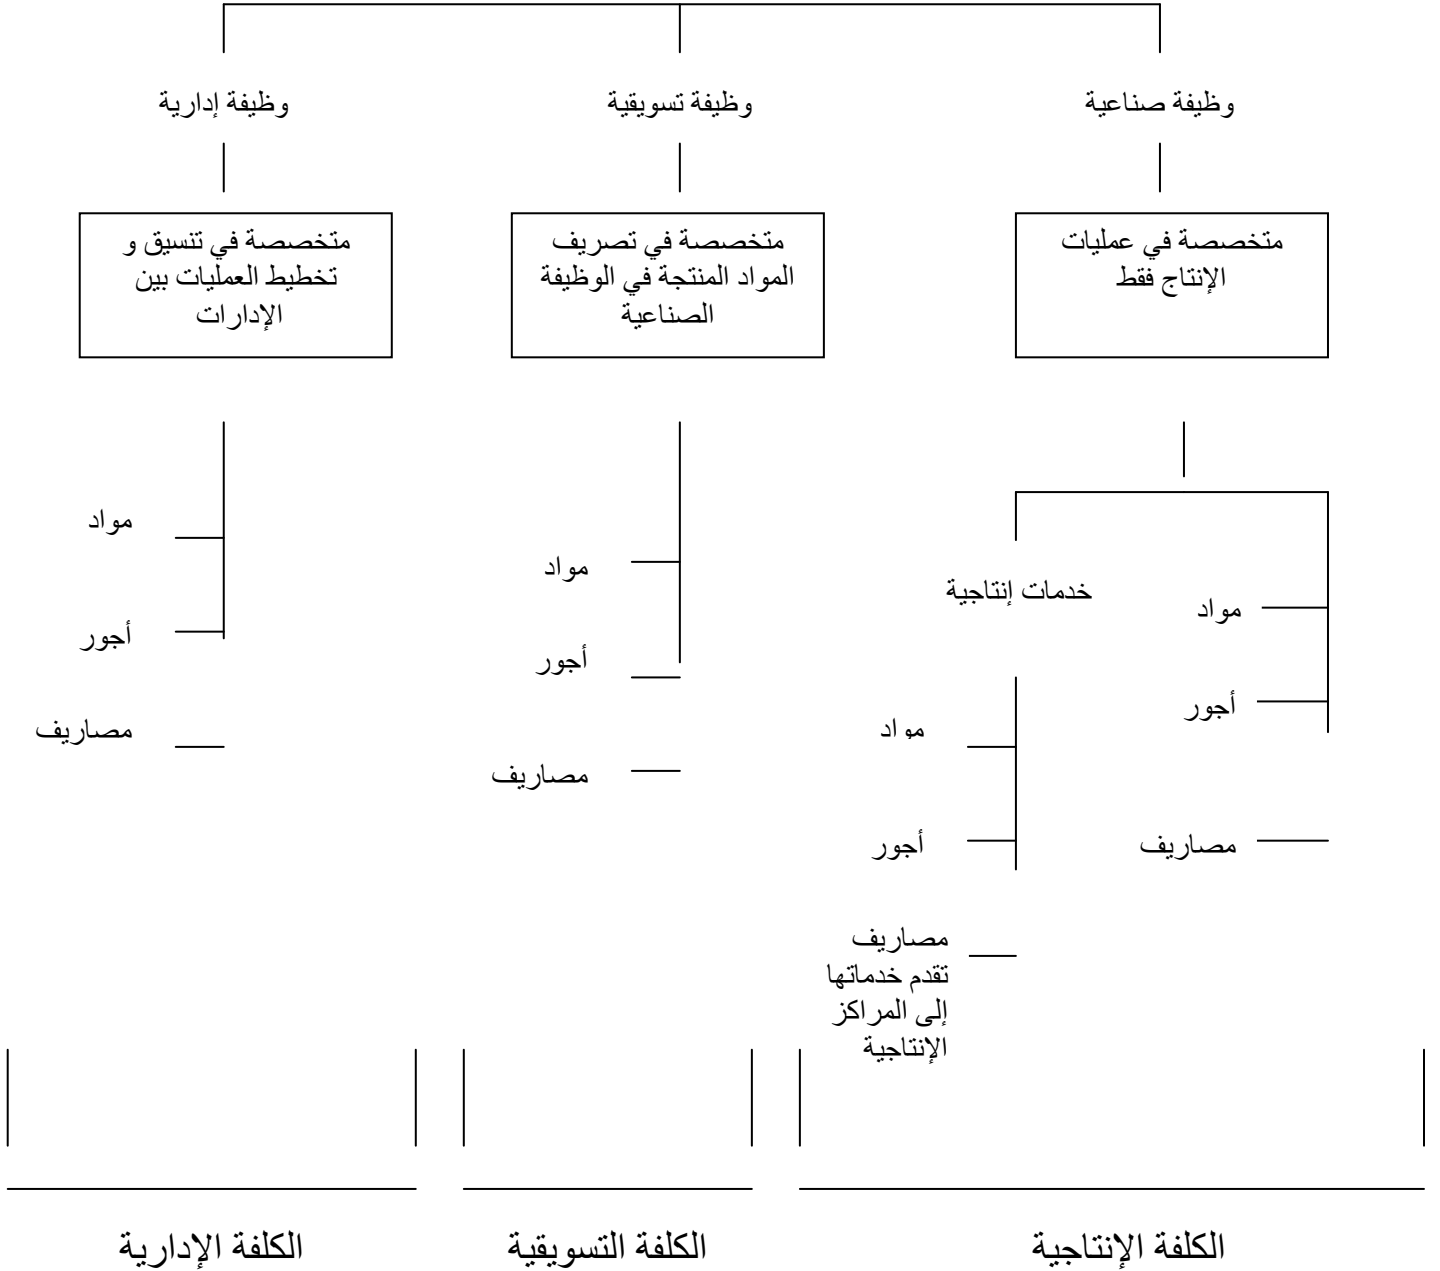 وظيفة صناعية
وظيفة تسويقية
وظيفة إدارية
متخصصة في عمليات
الإنتاج فقط
متخصصة في تصريف
المواد المنتجة في الوظيفة
الصناعية
متخصصة في تنسيق و
تخطيط العمليات بين
الإدارات
مواد
أجور
مصاريف
خدمات إنتاجية
مواد
أجور
مصاريف
تقدم خدماتها
إلى المراكز
الإنتاجية
مواد
أجور
مصاريف
مواد
أجور
مصاريف
الكلفة الإنتاجية
الكلفة التسويقية
الكلفة الإدارية